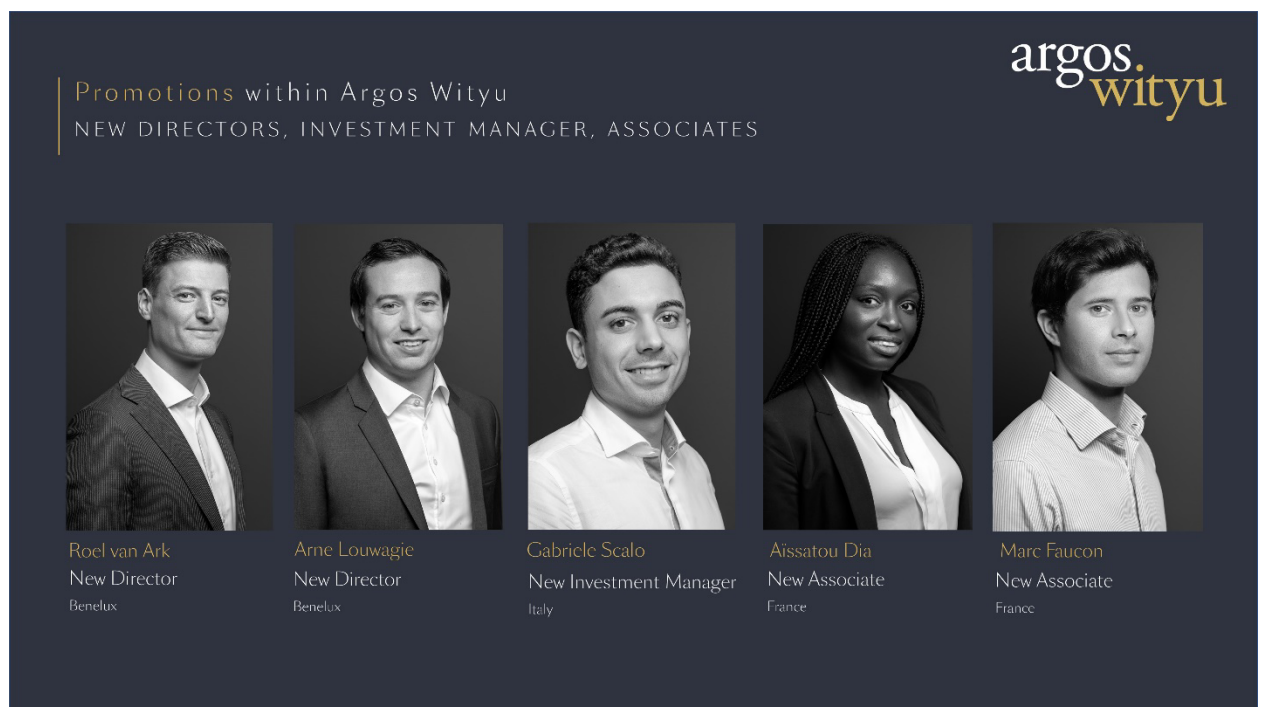 argos.
wityu
Promotions within Argos Wityu
NEW DIRECTORS, INVESTMENT MANAGER, ASSOCIATES
Roel van Ark
New Director
Benelux
Arne Louwagie
New Director
Benelux
Gabriele Scalo
New Investment Manager
Italy
Aïssatou Dia
New Associate
France
Marc Faucon
New Associate
France